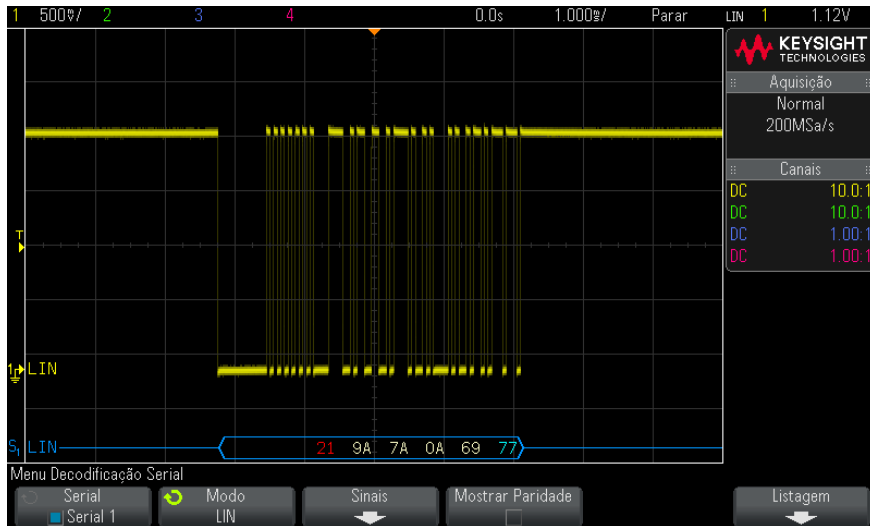 1 500⅋/ 2 3 4 0.0s 1.000⅋/ Parar LIN 1 1.12V
KEYSIGHT
TECHNOLOGIES
Aquisição
Normal
200MSa/s
Canais
DC 10.0:1
DC 10.0:1
DC 1.00:1
DC 1.00:1
T
1 LIN
S1 LIN 21 9A 7A 0A 69 77
Menu Decodificação Serial
Serial
Serial 1
Modo
LIN
Sinais
Mostrar Paridade
Listagem